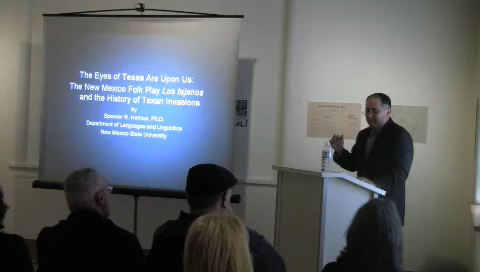 The Eyes of Texas Are Upon Us:
The New Mexico Folk Play Los tejanos
and the History of Texan Invasions
by
Spencer R. Herrera, Ph.D.
Department of Languages and Linguistics
New Mexico State University